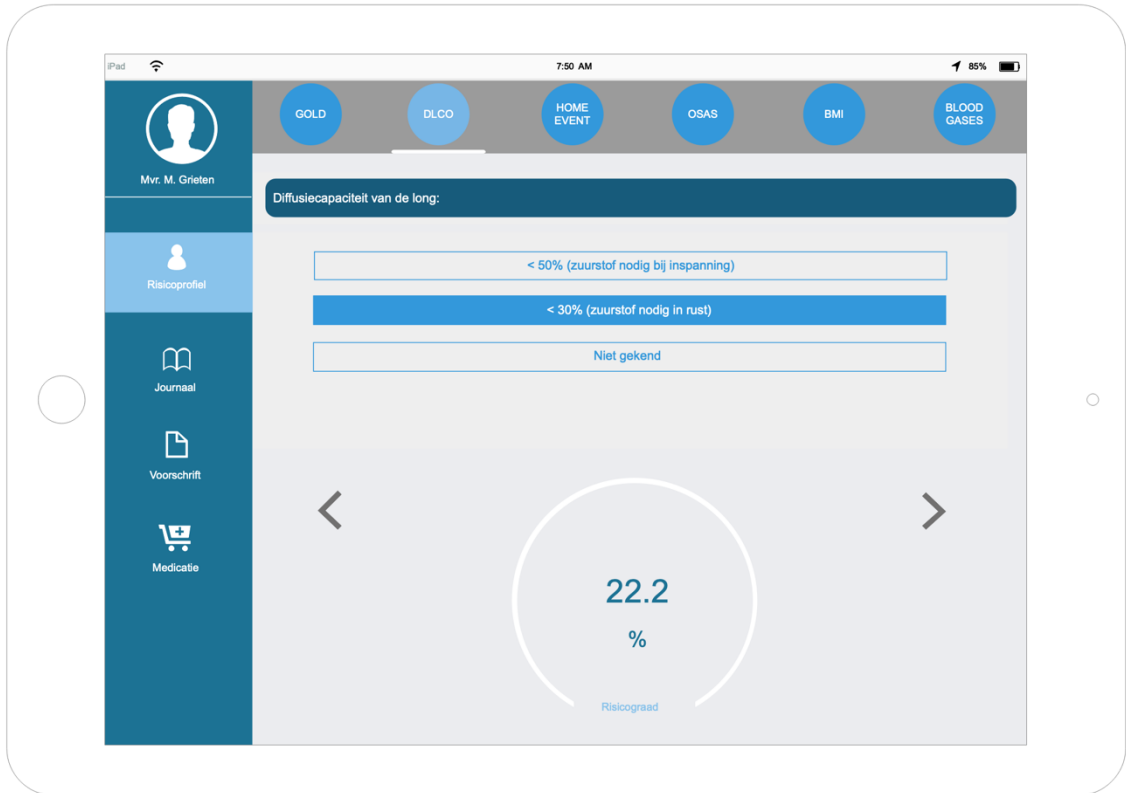 iPad
7:50 AM
85%
Mvr. M. Grieten
Risicoprofiel
Journaal
Voorschrift
Medicatie
GOLD
DLCO
HOME
EVENT
OSAS
BMI
BLOOD
GASES
Diffusiecapaciteit van de long:
< 50% (zuurstof nodig bij inspanning)
< 30% (zuurstof nodig in rust)
Niet gekend
22.2
%
Risicograad